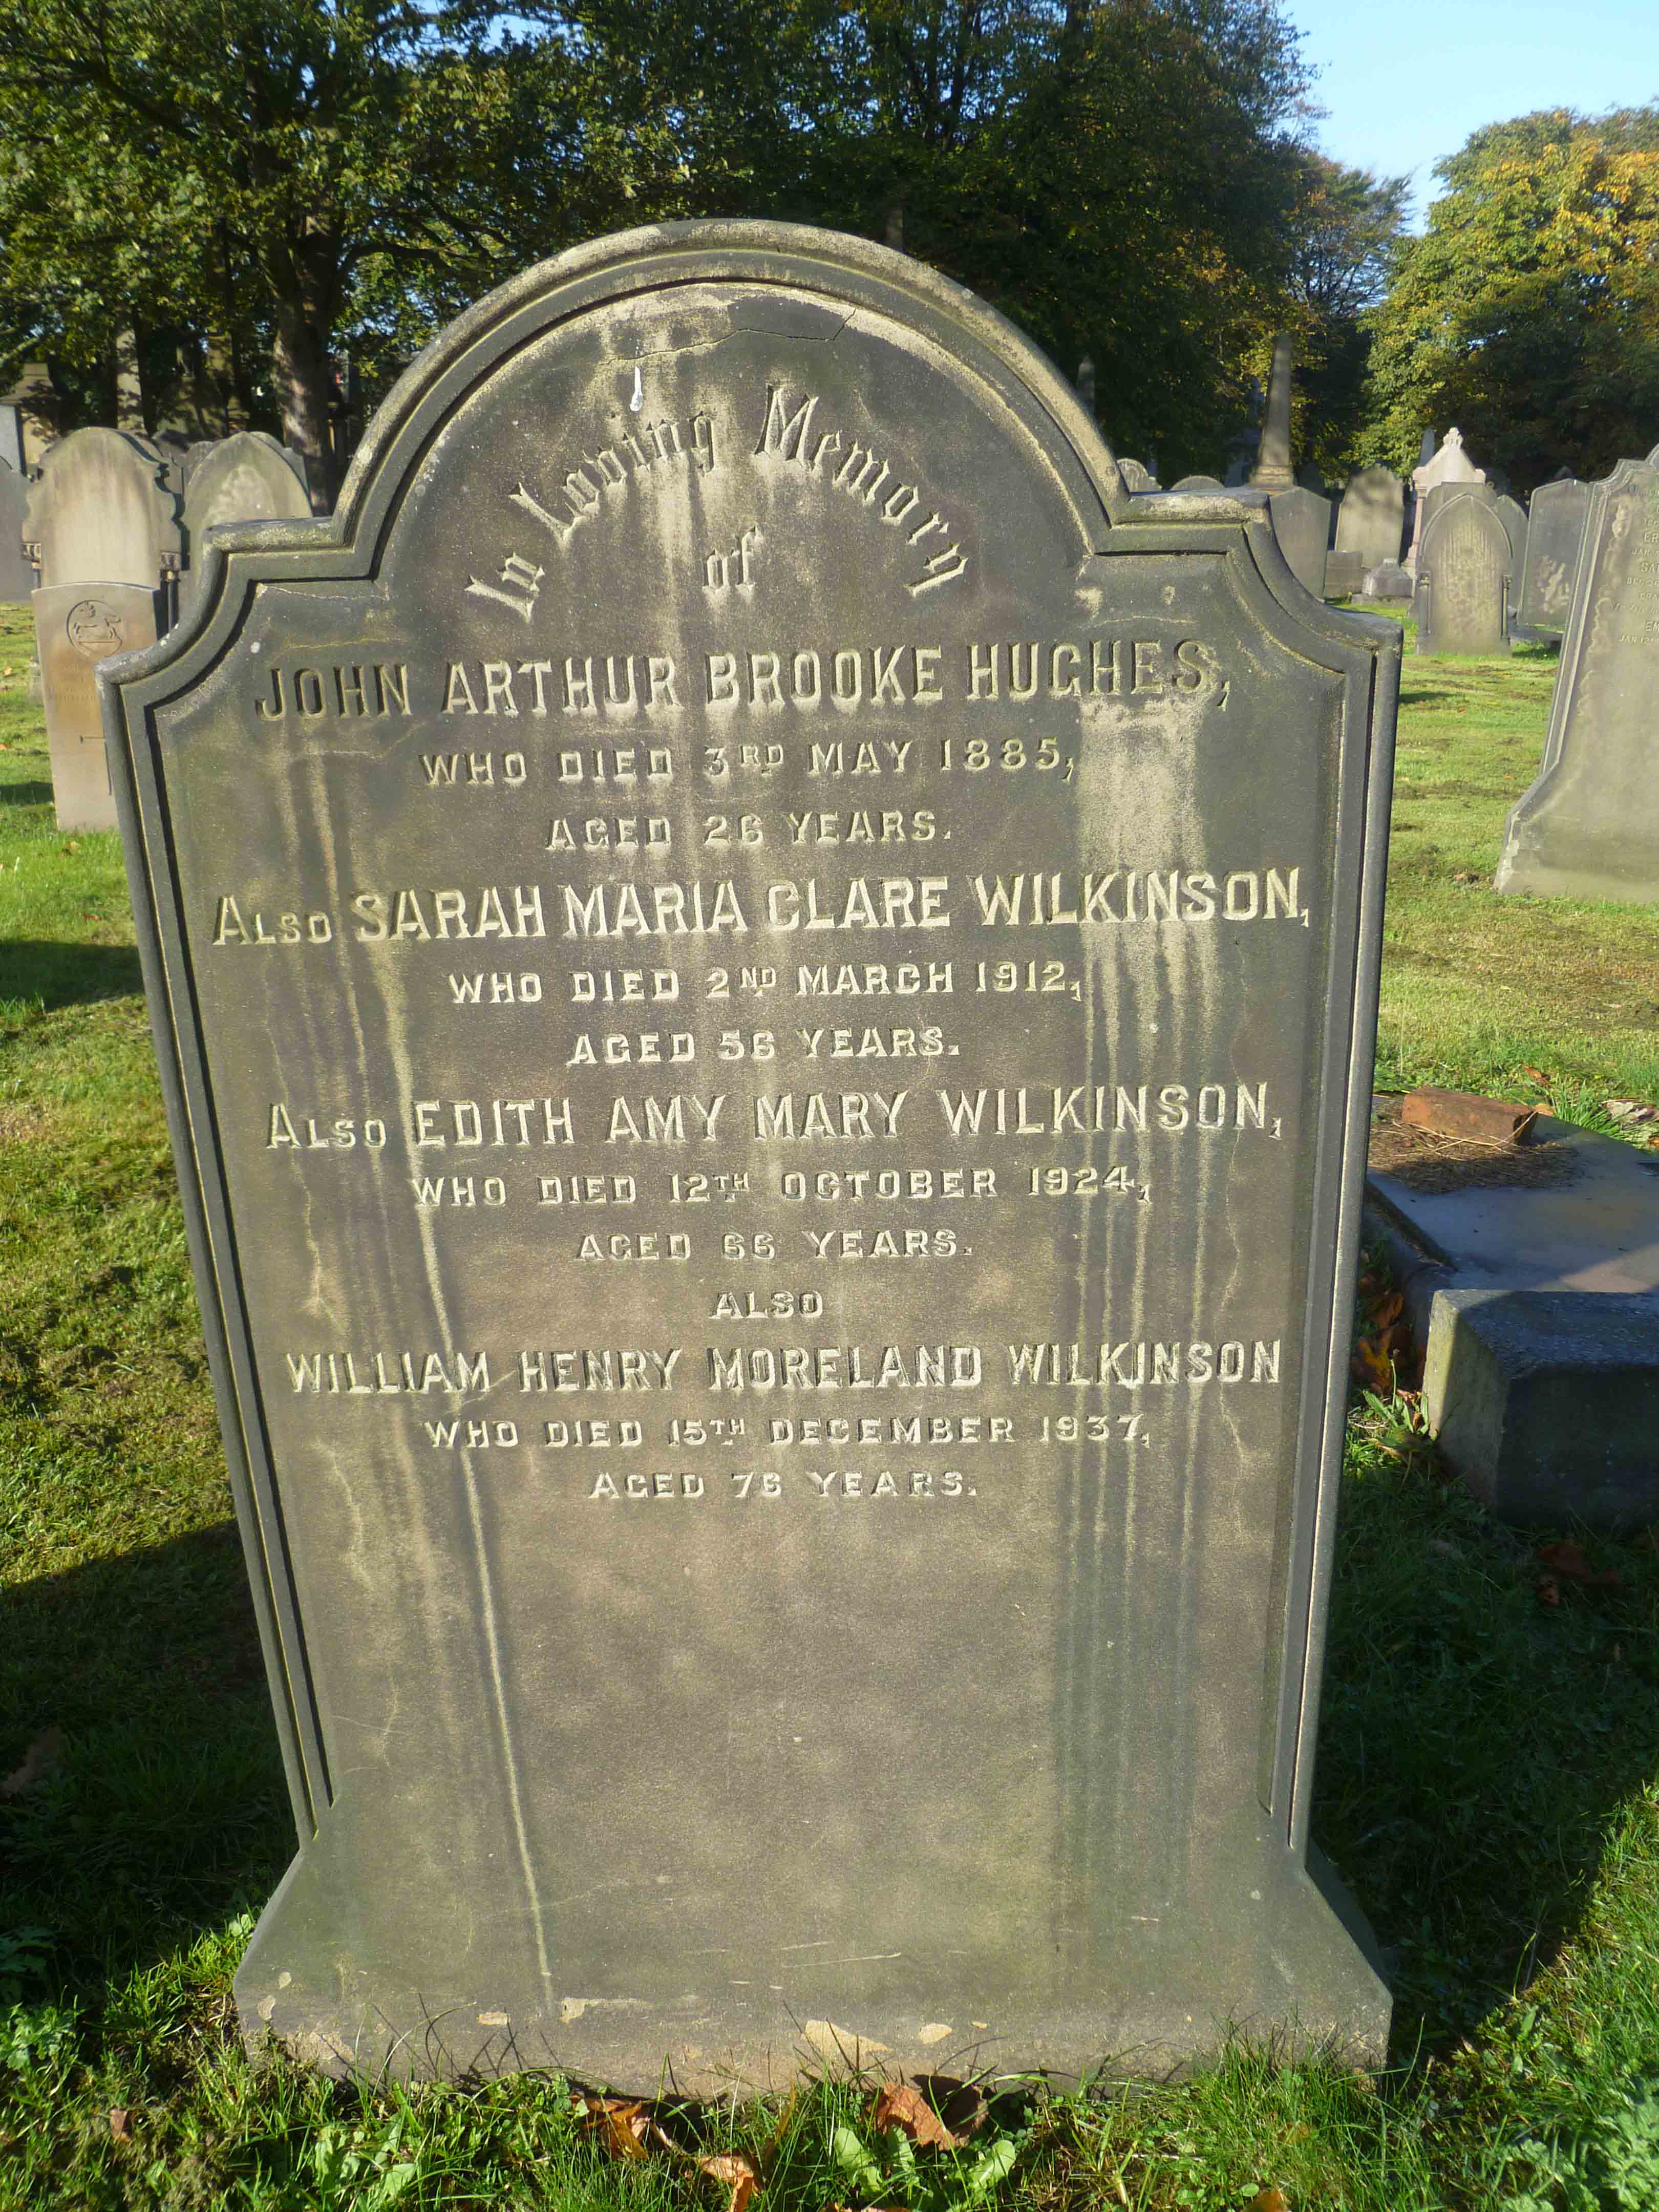 In Loving Memory
of
JOHN ARTHUR BROOKE HUGHES,
WHO DIED 3RD MAY 1885,
AGED 26 YEARS.
ALSO SARAH MARIA CLARE WILKINSON,
WHO DIED 2ND MARCH 1912,
AGED 56 YEARS.
ALSO EDITH AMY MARY WILKINSON,
WHO DIED 12TH OCTOBER 1924,
AGED 66 YEARS.
ALSO
WILLIAM HENRY MORELAND WILKINSON
WHO DIED 15TH DECEMBER 1937,
AGED 76 YEARS.